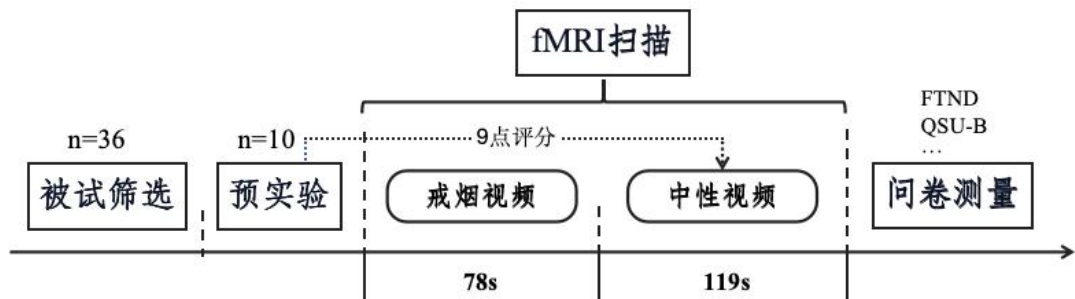 fMRI扫描
FTND
QSU-B
…
n=36
n=10
9点评分
被试筛选
预实验
戒烟视频
中性视频
问卷测量
78s
119s